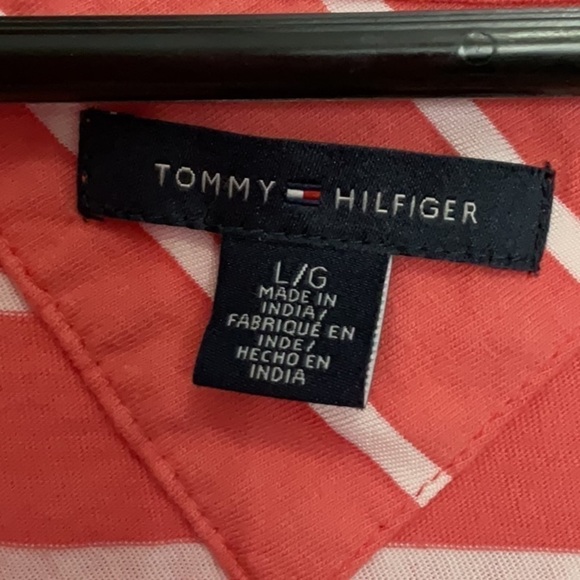 TOMMY HILFIGER
L/G
MADE IN
INDIA/
FABRIQUÉ EN
INDE/
HECHO EN
INDIA